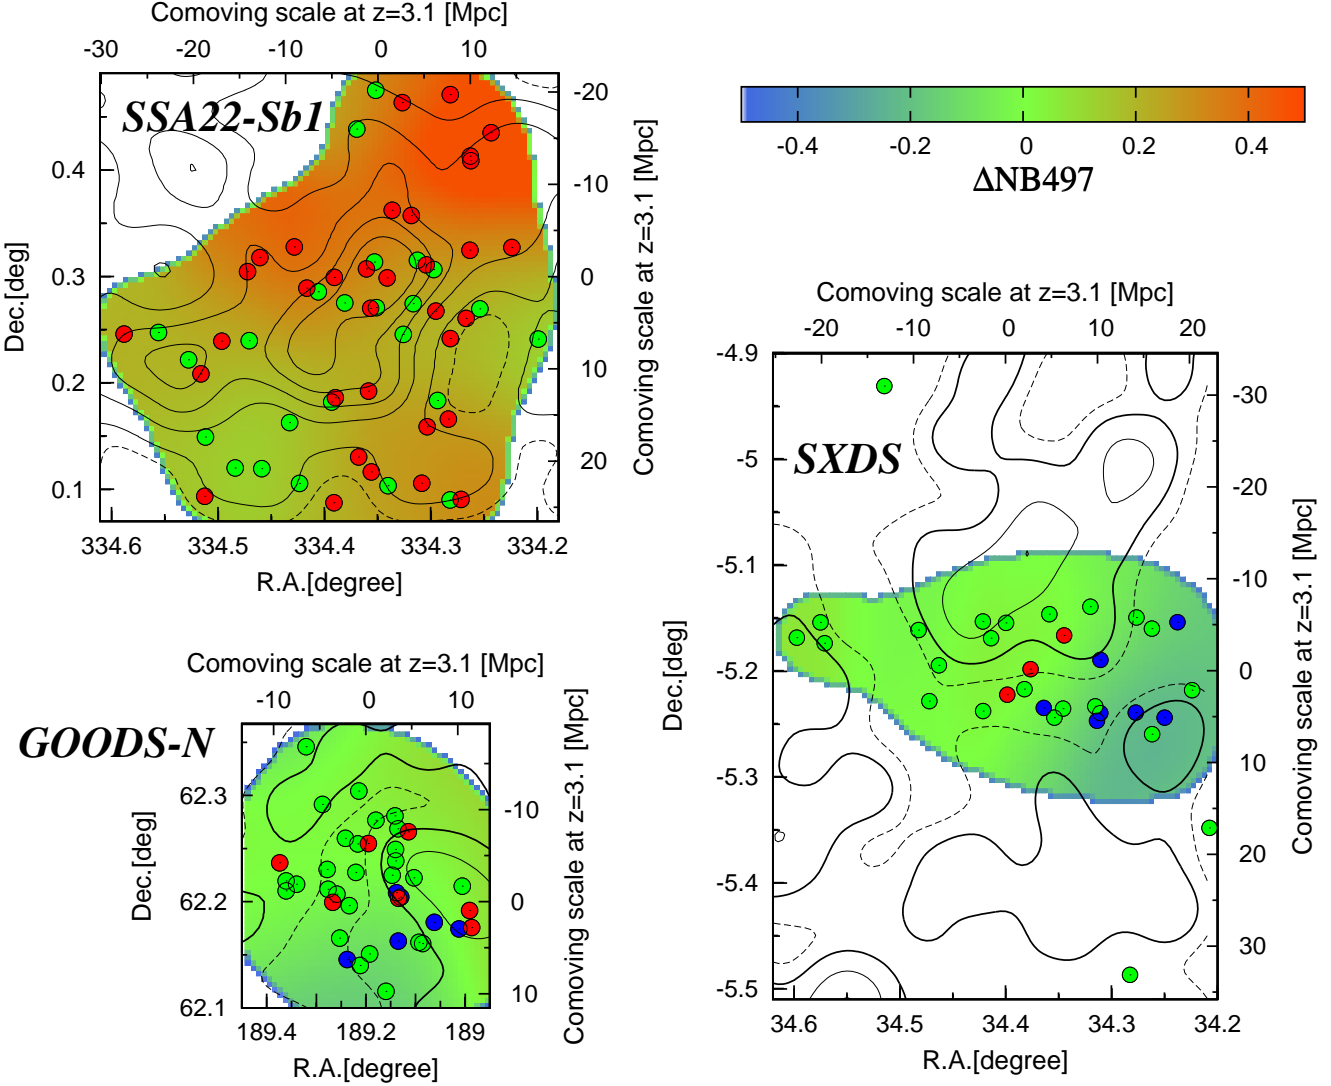 Comoving scale at z=3.1 [Mpc]
-30 -20 -10 0 10
SSA22-Sb1
0.4
0.3
0.2
0.1
Dec.[deg]
-20
-10
0
10
20
Comoving scale at z=3.1 [Mpc]
334.6 334.5 334.4 334.3 334.2
R.A.[degree]
-0.4 -0.2 0 0.2 0.4
ΔNB497
Comoving scale at z=3.1 [Mpc]
-20 -10 0 10 20
SXDS
-4.9
-5
-5.1
-5.2
-5.3
-5.4
-5.5
Dec.[deg]
-30
-20
-10
0
10
20
30
Comoving scale at z=3.1 [Mpc]
34.6 34.5 34.4 34.3 34.2
R.A.[degree]
Comoving scale at z=3.1 [Mpc]
-10 0 10
GOODS-N
62.3
62.2
62.1
Dec.[deg]
-10
0
10
Comoving scale at z=3.1 [Mpc]
189.4 189.2 189
R.A.[degree]